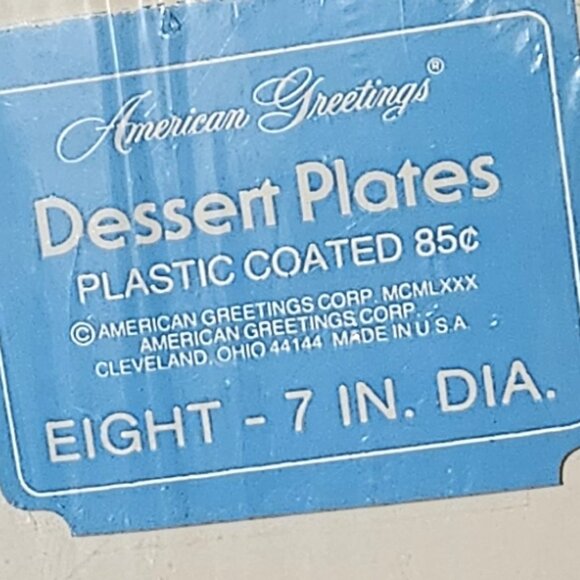 American Greetings®
Dessert Plates
PLASTIC COATED 85¢
© AMERICAN GREETINGS CORP. MCMLXXX
AMERICAN GREETINGS CORP.
CLEVELAND, OHIO 44144 MADE IN U.S.A.
EIGHT - 7 IN. DIA.